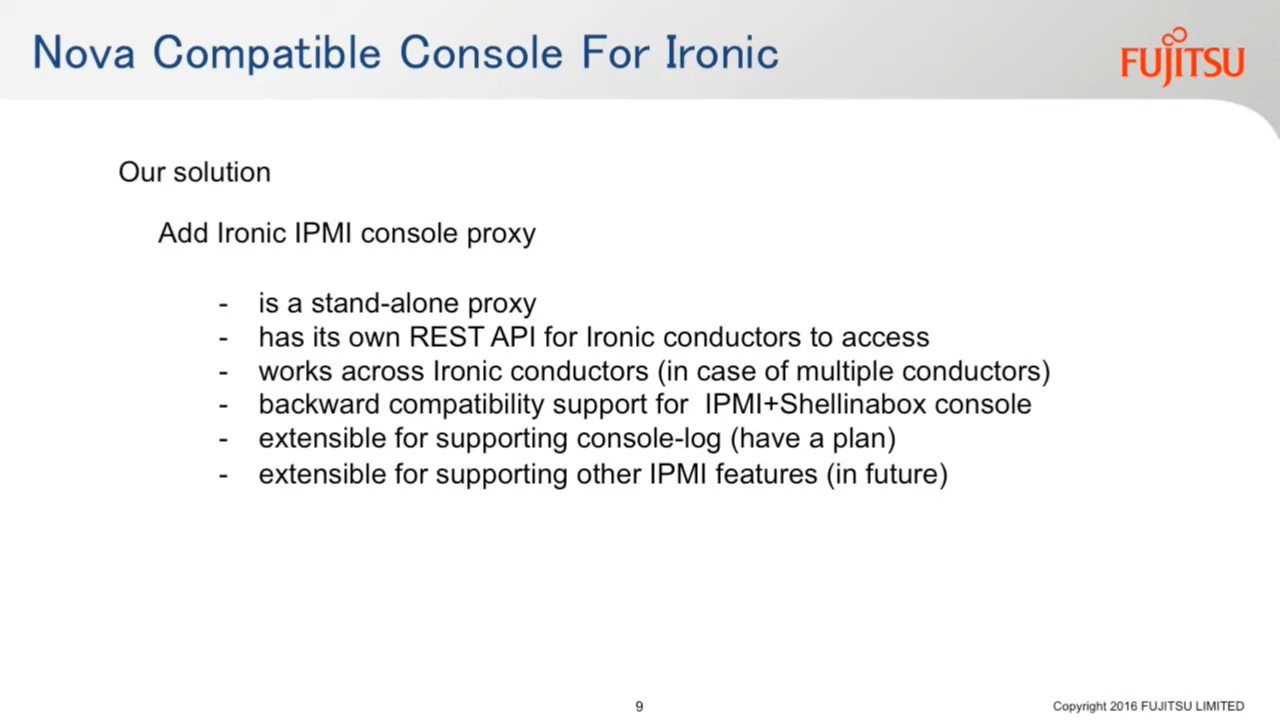 Nova Compatible Console For Ironic
FUJITSU
Our solution
Add Ironic IPMI console proxy
- is a stand-alone proxy
- has its own REST API for Ironic conductors to access
- works across Ironic conductors (in case of multiple conductors)
- backward compatibility support for IPMI+Shellinabox console
- extensible for supporting console-log (have a plan)
- extensible for supporting other IPMI features (in future)
9
Copyright 2016 FUJITSU LIMITED